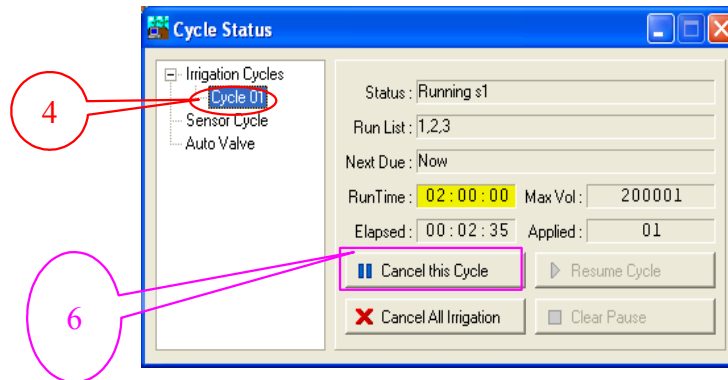 Cycle Status
Irrigation Cycles
Cycle 01
Sensor Cycle
Auto Valve
Status : Running s1
Run List : 1,2,3
Next Due : Now
RunTime : 02:00:00 Max Vol : 200001
Elapsed : 00:02:35 Applied : 01
Cancel this Cycle Resume Cycle
Cancel All Irrigation Clear Pause
4
6